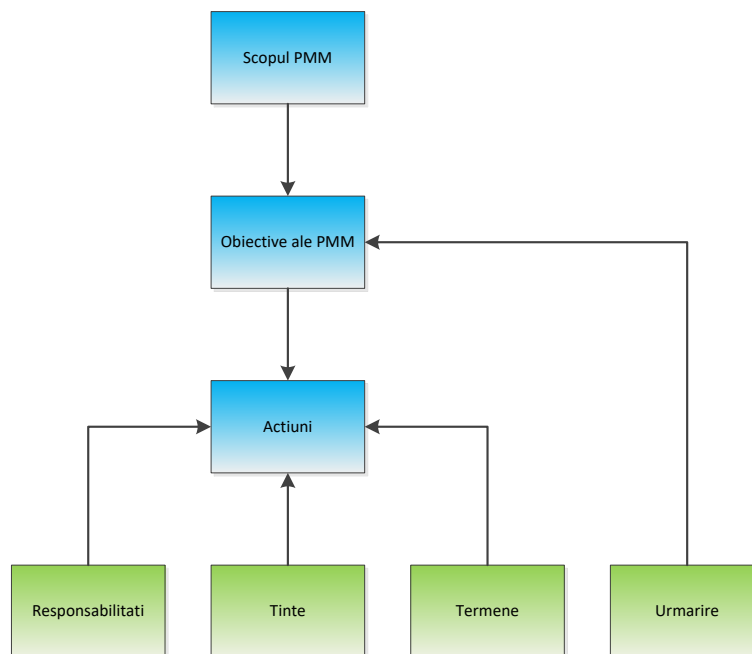 Scopul PMM
Obiective ale PMM
Actiuni
Responsabilitati
Tinte
Termene
Urmarire